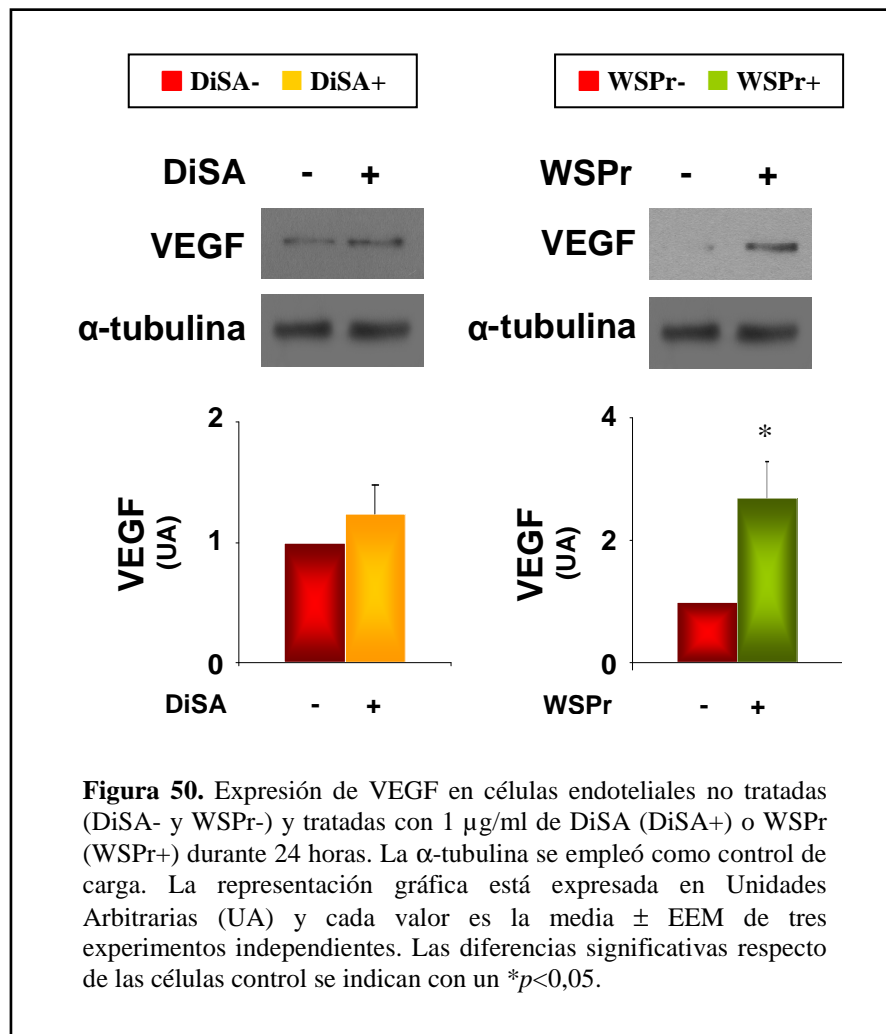 DiSA- DiSA+
WSPr- WSPr+
DiSA - +
VEGF
α-tubulina
WSPr - +
VEGF
α-tubulina
2
1
0
VEGF
(UA)
DiSA - +
4
2
0
VEGF
(UA)
*
WSPr - +
Figura 50. Expresión de VEGF en células endoteliales no tratadas
(DiSA- y WSPr-) y tratadas con 1 µg/ml de DiSA (DiSA+) o WSPr
(WSPr+) durante 24 horas. La α-tubulina se empleó como control de
carga. La representación gráfica está expresada en Unidades
Arbitrarias (UA) y cada valor es la media ± EEM de tres
experimentos independientes. Las diferencias significativas respecto
de las células control se indican con un *p<0,05.